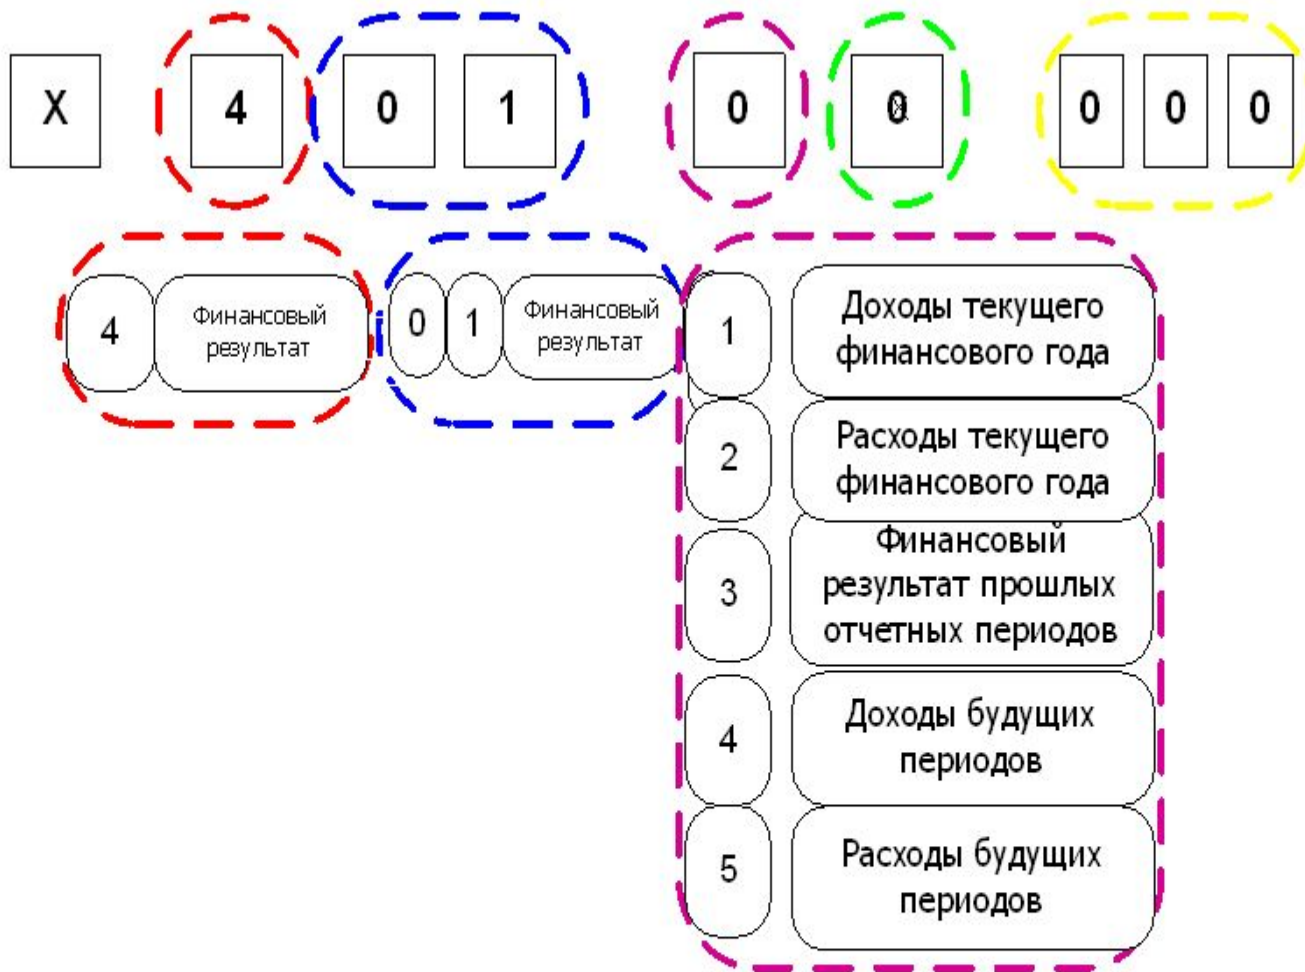 X 4 0 1 0 0 0 0 0
4 Финансовый
результат
0 1 Финансовый
результат
1 Доходы текущего
финансового года
2 Расходы текущего
финансового года
3 Финансовый
результат прошлых
отчетных периодов
4 Доходы будущих
периодов
5 Расходы будущих
периодов